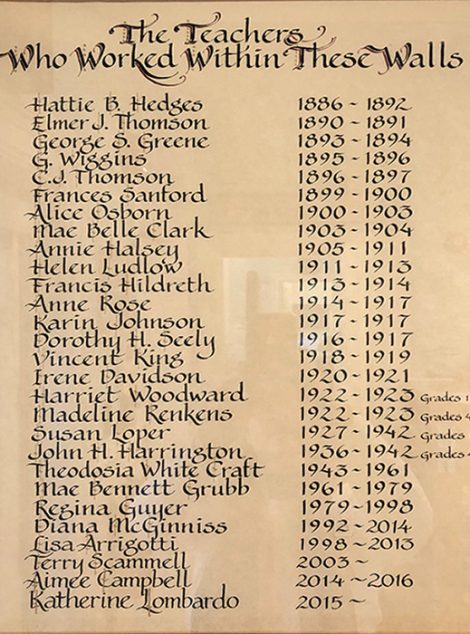 The Teachers
Who Worked Within These Walls
Hattie B. Hedges 1886 ~ 1892
Elmer J. Thomson 1890 ~ 1891
George S. Greene 1893 ~ 1894
G. Wiggins 1895 ~ 1896
C.J. Thomson 1896 ~ 1897
Frances Sanford 1899 ~ 1900
Alice Osborn 1900 ~ 1903
Mae Belle Clark 1903 ~ 1904
Annie Halsey 1905 ~ 1911
Helen Ludlow 1911 ~ 1913
Francis Hildreth 1913 ~ 1914
Anne Rose 1914 ~ 1917
Karin Johnson 1917 ~ 1917
Dorothy H. Seely 1916 ~ 1917
Vincent King 1918 ~ 1919
Irene Davidson 1920 ~ 1921
Harriet Woodward 1922 ~ 1923 Grades 1
Madeline Renkens 1922 ~ 1923 Grades
Susan Loper 1927 ~ 1942 Grades
John H. Harrington 1936 ~ 1942 Grades
Theodosia White Craft 1943 ~ 1961
Mae Bennett Grubb 1961 ~ 1979
Regina Guyer 1979 ~ 1998
Diana McGinniss 1992 ~ 2014
Lisa Arrigotti 1998 ~ 2013
Terry Scammell 2003 ~
Aimee Campbell 2014 ~ 2016
Katherine Lombardo 2015 ~